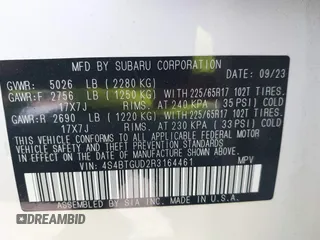 MFD BY SUBARU CORPORATION
DATE: 09/23
GVWR: 5026 LB (2280 KG)
GAWR:F 2756 LB (1250 KG) WITH 225/65R17 102T TIRES.
17X7J RIMS. AT 240 KPA ( 35 PSI) COLD
GAWR:R 2690 LB (1220 KG) WITH 225/65R17 102T TIRES.
17X7J RIMS. AT 230 KPA ( 33 PSI) COLD
THIS VEHICLE CONFORMS TO ALL APPLICABLE
FEDERAL MOTOR VEHICLE SAFETY
STANDARDS IN EFFECT ON THE DATE OF
MANUFACTURE SHOWN ABOVE.
VIN: 4S4BTGUD2R3164461 MPV
ASSEMBLED BY SIA, INC. MADE IN U.S.A.
DREAMBID